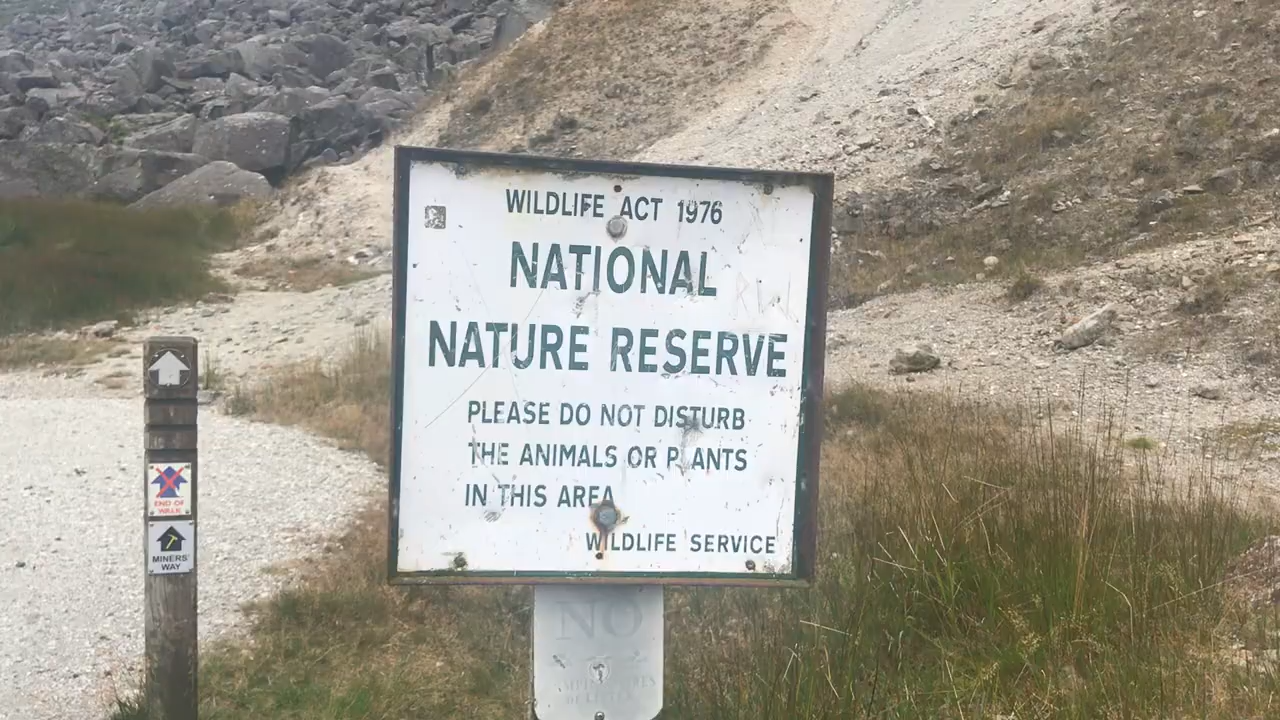 WILDLIFE ACT 1976
NATIONAL
NATURE RESERVE
PLEASE DO NOT DISTURB
THE ANIMALS OR PLANTS
IN THIS AREA
WILDLIFE SERVICE
END OF
WALK
MINERS'
WAY
NO